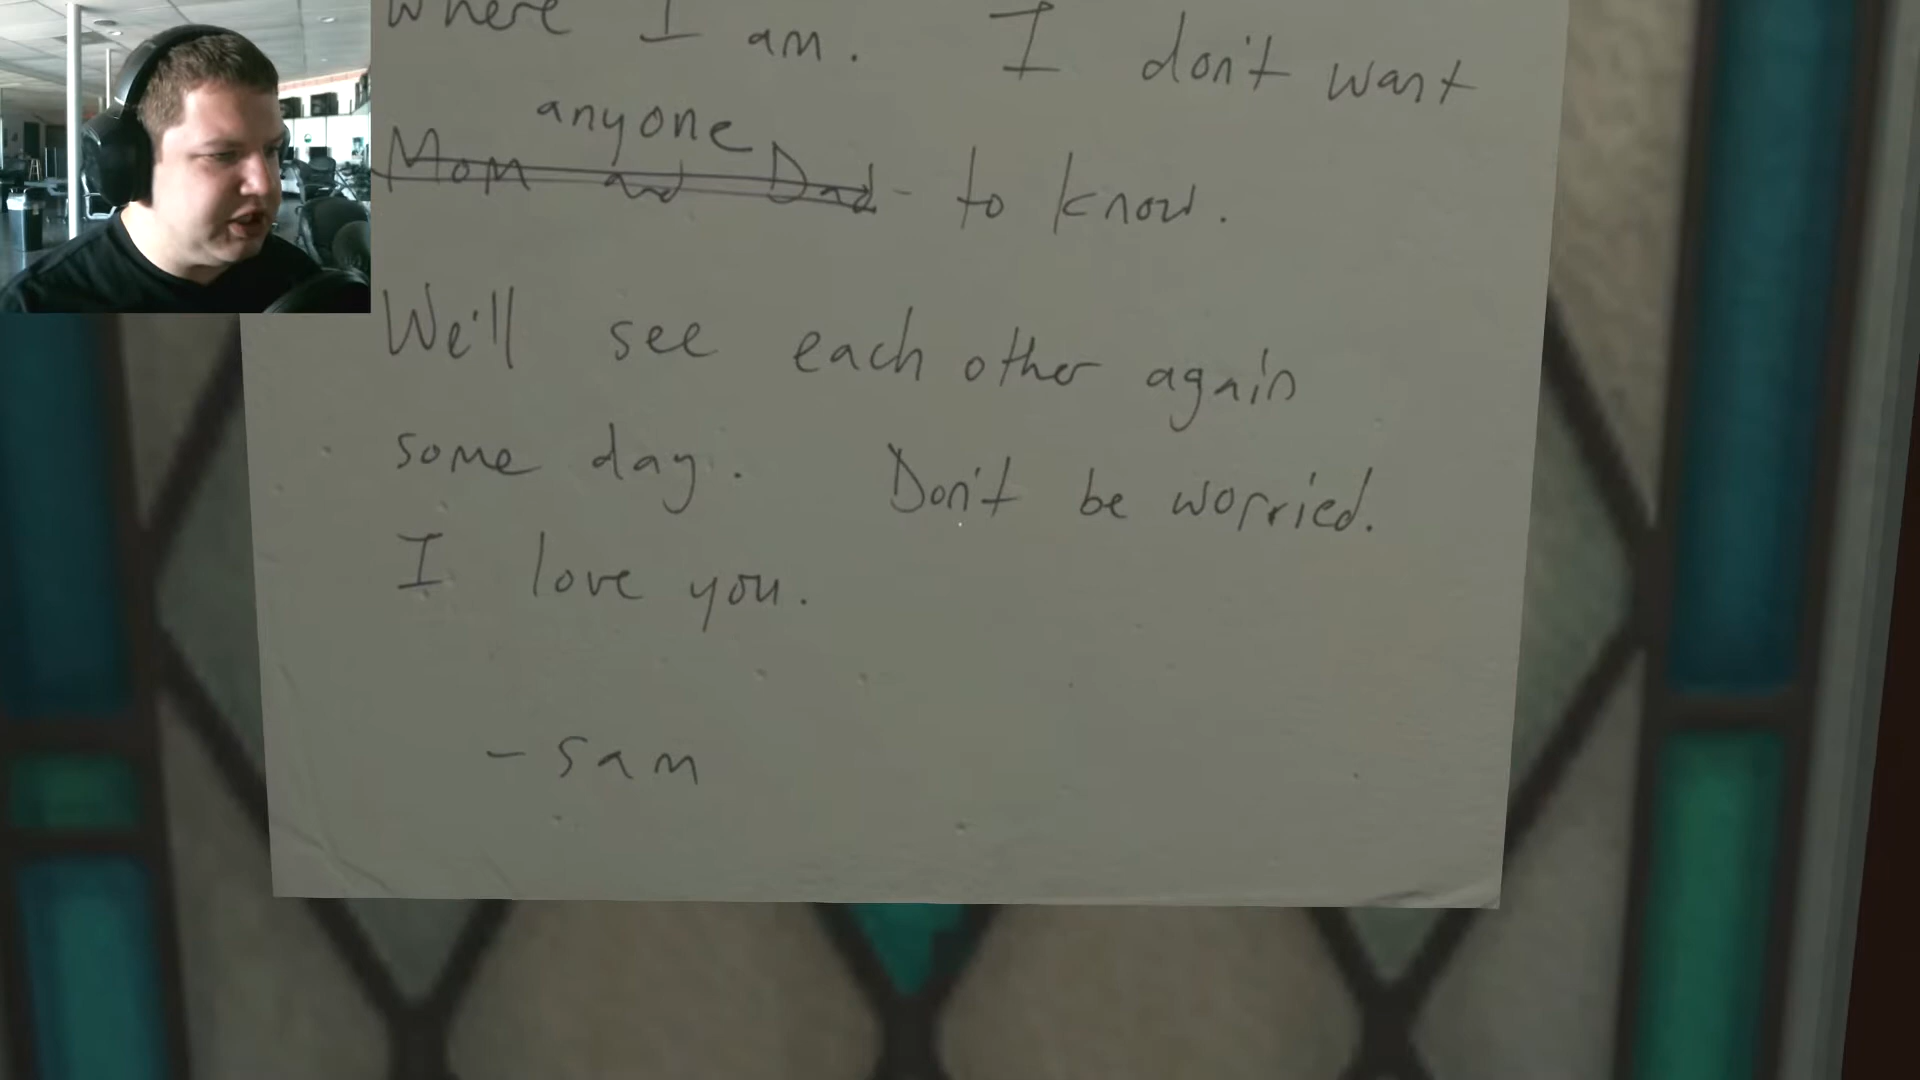 where I am. I don't want
anyone
Mom and Dad - to know.
We'll see each other again
some day. Don't be worried.
I love you.
- Sam